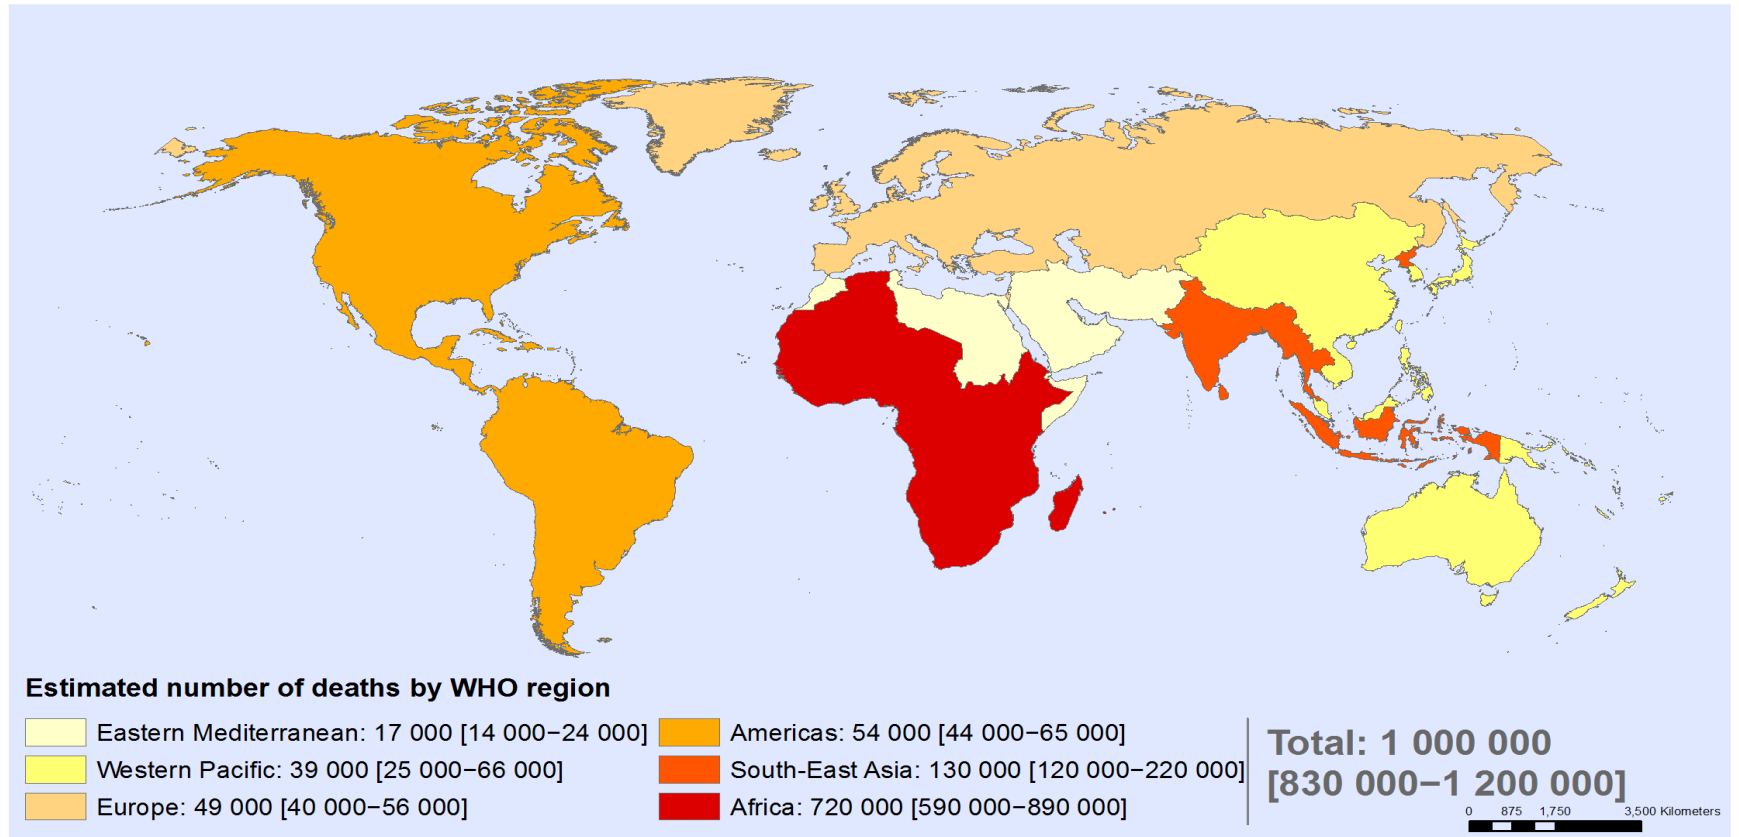 Estimated number of deaths by WHO region
Eastern Mediterranean: 17 000 [14 000–24 000]
Western Pacific: 39 000 [25 000–66 000]
Europe: 49 000 [40 000–56 000]
Americas: 54 000 [44 000–65 000]
South-East Asia: 130 000 [120 000–220 000]
Africa: 720 000 [590 000–890 000]
Total: 1 000 000
[830 000–1 200 000]
0 875 1,750 3,500 Kilometers